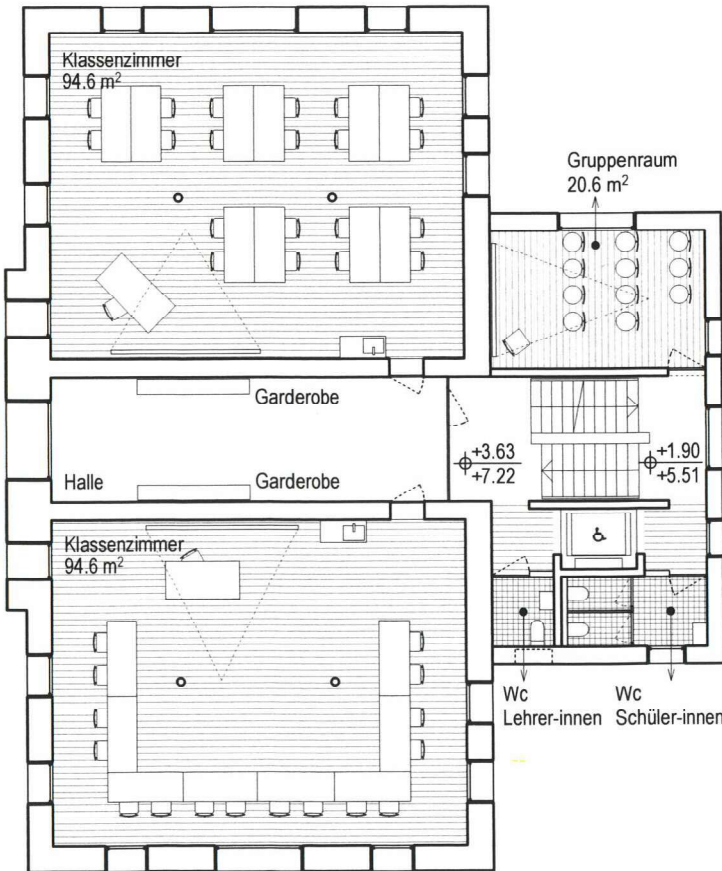 Klassenzimmer
94.6 m²
Gruppenraum
20.6 m²
Garderobe
+3.63
+7.22
+1.90
+5.51
Halle
Garderobe
Klassenzimmer
94.6 m²
Wc
Lehrer-innen
Wc
Schüler-innen